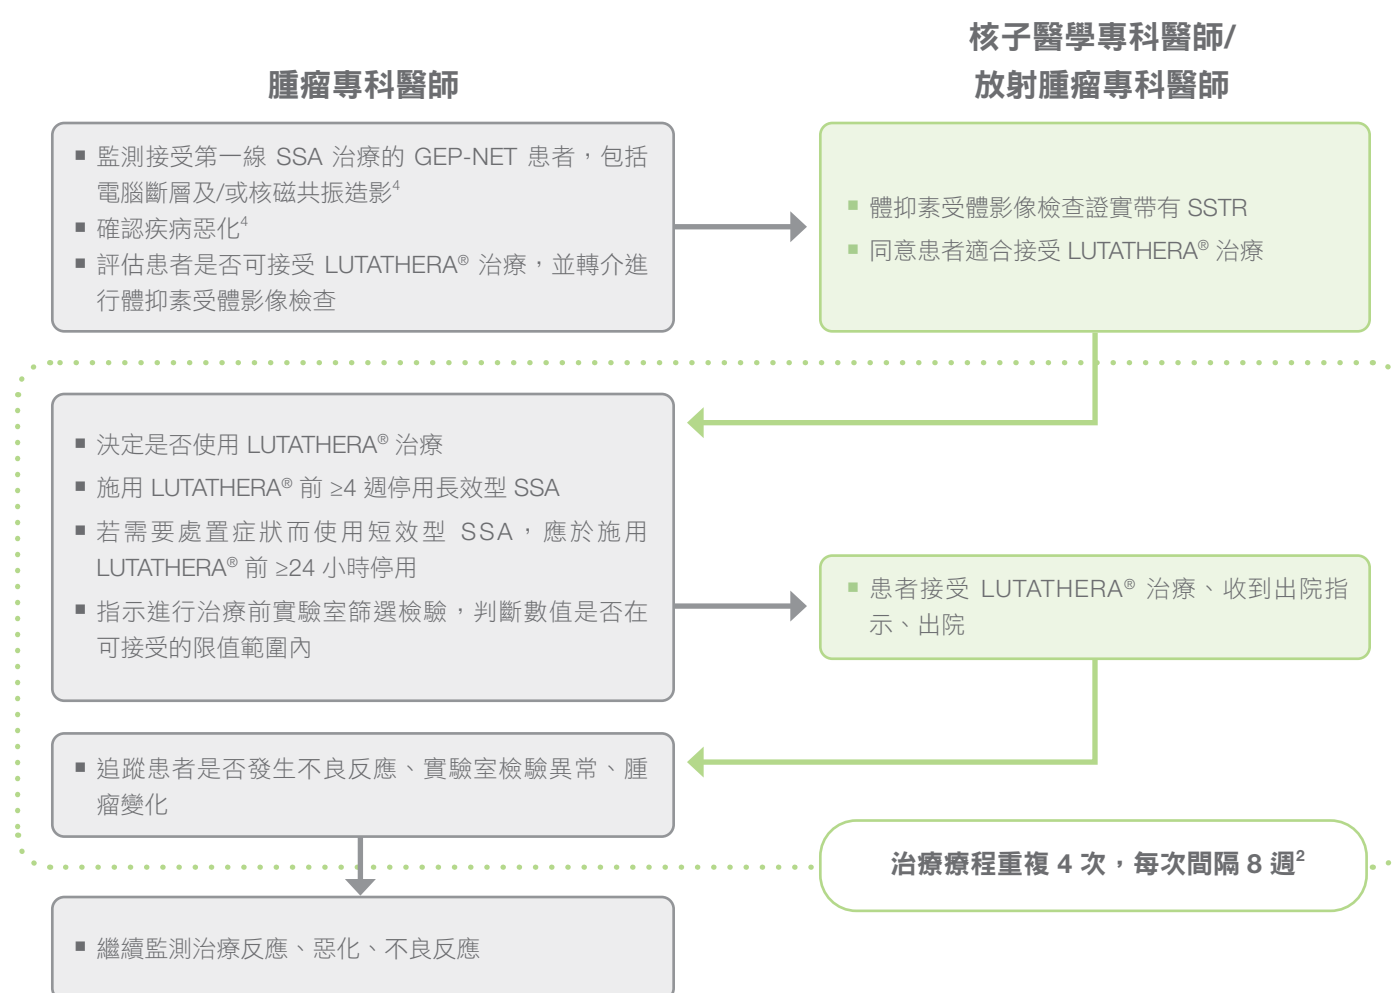 腫瘤專科醫師
核子醫學專科醫師/
放射腫瘤專科醫師
■ 監測接受第一線 SSA 治療的 GEP-NET 患者，包括
電腦斷層及/或核磁共振造影⁴
■ 確認疾病惡化⁴
■ 評估患者是否可接受 LUTATHERA® 治療，並轉介進
行體抑素受體影像檢查
■ 體抑素受體影像檢查證實帶有 SSTR
■ 同意患者適合接受 LUTATHERA® 治療
■ 決定是否使用 LUTATHERA® 治療
■ 施用 LUTATHERA® 前 ≥4 週停用長效型 SSA
■ 若需要處置症狀而使用短效型 SSA，應於施用
LUTATHERA® 前 ≥24 小時停用
■ 指示進行治療前實驗室篩選檢驗，判斷數值是否在
可接受的限值範圍內
■ 患者接受 LUTATHERA® 治療、收到出院指
示、出院
■ 追蹤患者是否發生不良反應、實驗室檢驗異常、腫
瘤變化
治療療程重複 4 次，每次間隔 8 週²
■ 繼續監測治療反應、惡化、不良反應